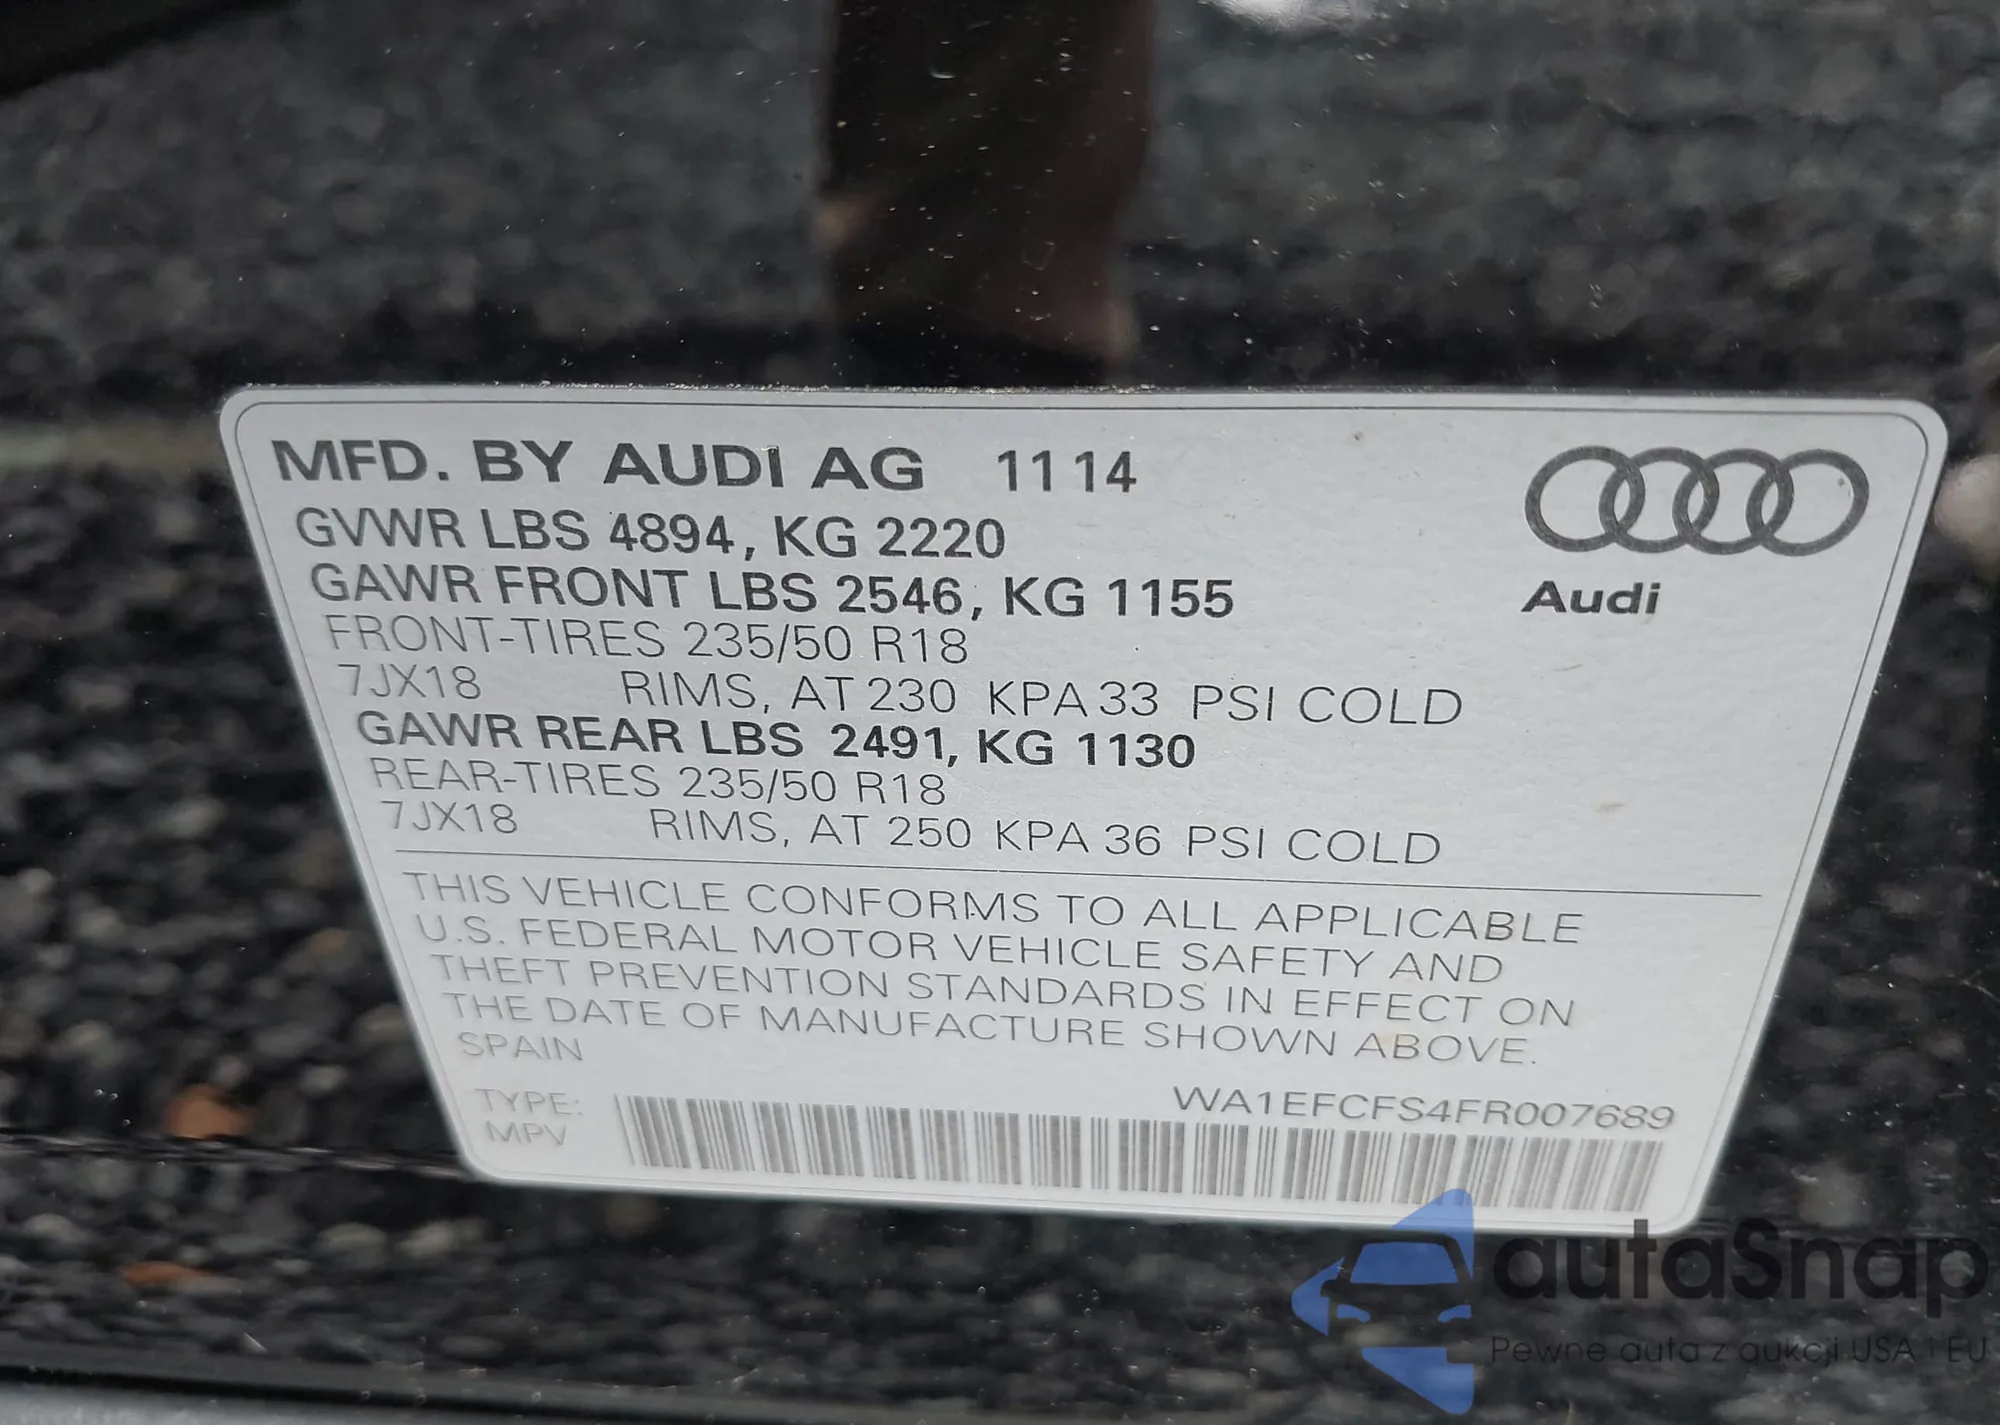 MFD. BY AUDI AG 11 14
GVWR LBS 4894, KG 2220
GAWR FRONT LBS 2546, KG 1155
Audi
FRONT-TIRES 235/50 R18
7JX18 RIMS, AT 230 KPA 33 PSI COLD
GAWR REAR LBS 2491, KG 1130
REAR-TIRES 235/50 R18
7JX18 RIMS, AT 250 KPA 36 PSI COLD
THIS VEHICLE CONFORMS TO ALL APPLICABLE
U.S. FEDERAL MOTOR VEHICLE SAFETY AND
THEFT PREVENTION STANDARDS IN EFFECT ON
THE DATE OF MANUFACTURE SHOWN ABOVE.
SPAIN
TYPE: WA1EFCFS4FR007689
MPV
autaSnap
Pewne auta z aukcji USA i EU